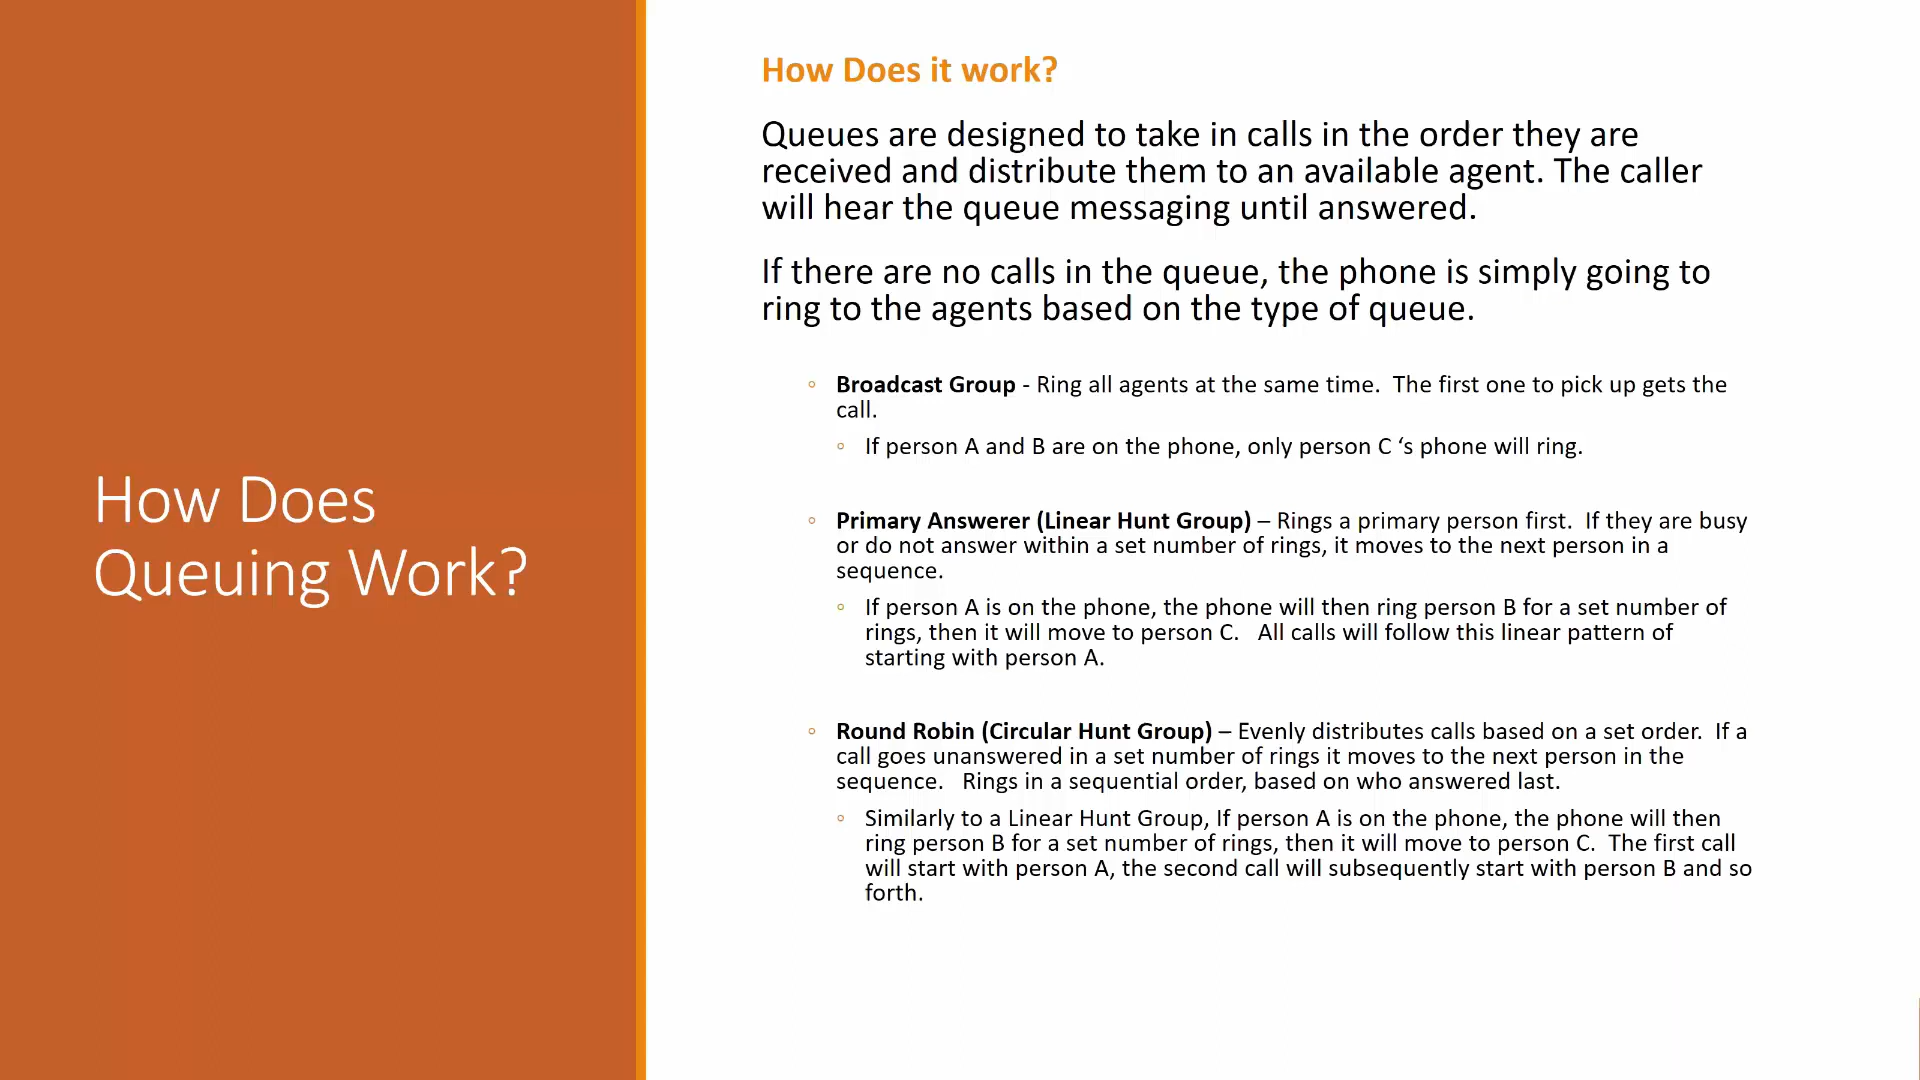 How Does
Queuing Work?
How Does it work?
Queues are designed to take in calls in the order they are
received and distribute them to an available agent. The caller
will hear the queue messaging until answered.
If there are no calls in the queue, the phone is simply going to
ring to the agents based on the type of queue.
◦ Broadcast Group - Ring all agents at the same time.  The first one to pick up gets the
call.
◦ If person A and B are on the phone, only person C ‘s phone will ring.
◦ Primary Answerer (Linear Hunt Group) – Rings a primary person first.  If they are busy
or do not answer within a set number of rings, it moves to the next person in a
sequence.
◦ If person A is on the phone, the phone will then ring person B for a set number of
rings, then it will move to person C.   All calls will follow this linear pattern of
starting with person A.
◦ Round Robin (Circular Hunt Group) – Evenly distributes calls based on a set order.  If a
call goes unanswered in a set number of rings it moves to the next person in the
sequence.   Rings in a sequential order, based on who answered last.
◦ Similarly to a Linear Hunt Group, If person A is on the phone, the phone will then
ring person B for a set number of rings, then it will move to person C.  The first call
will start with person A, the second call will subsequently start with person B and so
forth.